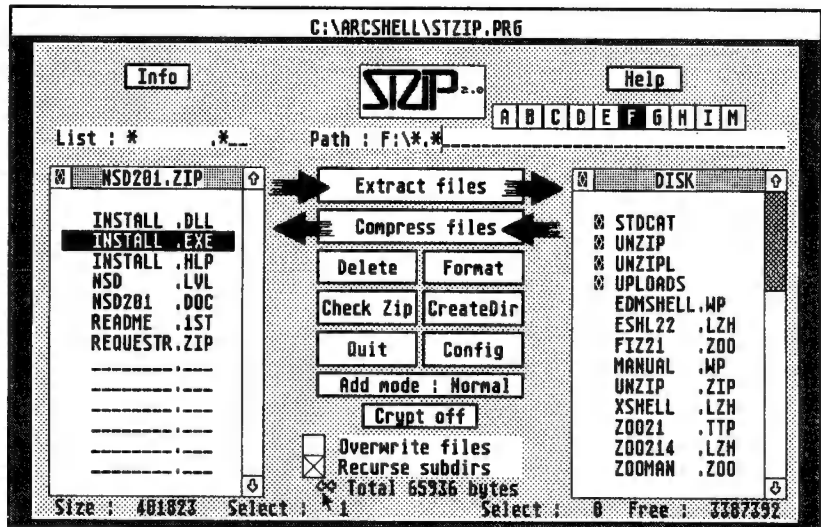 C:\ARCSHELL\STZIP.PRG
Info
STZIP 2.0
Help
A B C D E F G H I M
List : * .*__
Path : F:\*.*
NSD201.ZIP
INSTALL .DLL
INSTALL .EXE
INSTALL .HLP
NSD .LVL
NSD201 .DOC
README .1ST
REQUESTR.ZIP
Extract files
Compress files
Delete
Format
Check Zip
CreateDir
Quit
Config
Add mode : Normal
Crypt off
Overwrite files
Recurse subdirs
Total 65936 bytes
DISK
STDCAT
UNZIP
UNZIPL
UPLOADS
EDMSHELL.WP
ESHL22 .LZH
FIZ21 .ZOO
MANUAL .WP
UNZIP .ZIP
XSHELL .LZH
ZOO21 .TTP
ZOO214 .LZH
ZOOMAN .ZOO
Size : 401823 Select : 1
Select : 0 Free : 3387392